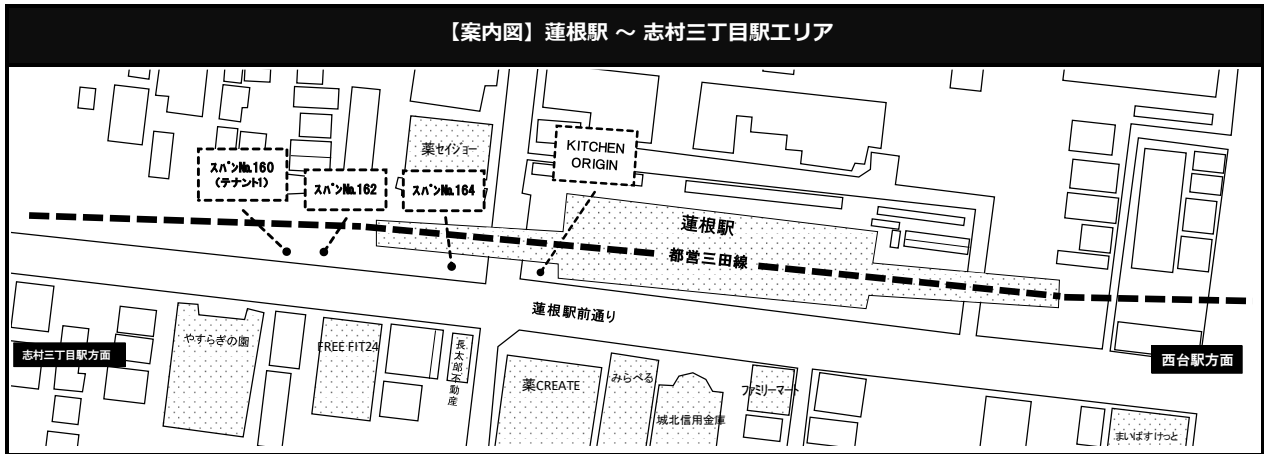 【案内図】蓮根駅 ～ 志村三丁目駅エリア
薬セイジョー
KITCHEN
ORIGIN
スパンNo.160
(テナント1)
スパンNo.162
スパンNo.164
蓮根駅
都営三田線
蓮根駅前通り
志村三丁目駅方面
やすらぎの園
FREE FIT24
長太郎不動産
薬CREATE
みらべる
城北信用金庫
ファミリーマート
西台駅方面
まいばすけっと